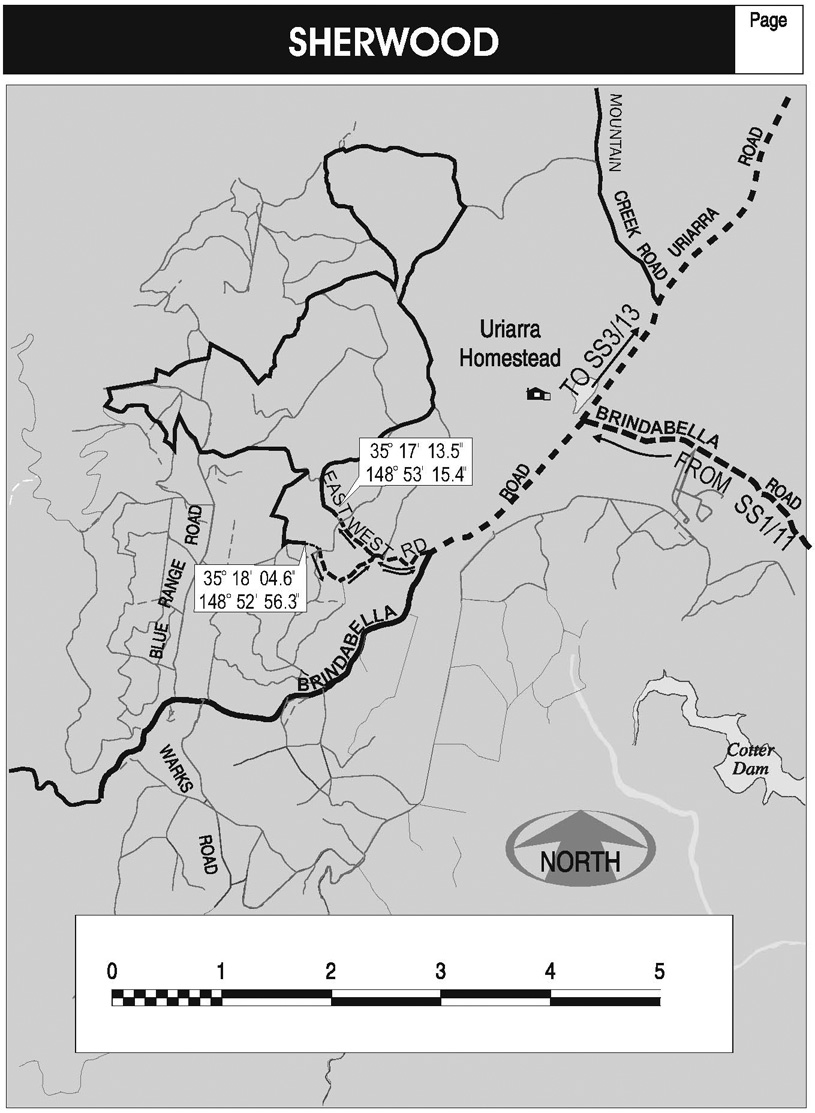 SHERWOOD
Page
MOUNTAIN
CREEK ROAD
URIARRA
ROAD
Uriarra
Homestead
TO SS3/13
BRINDABELLA
ROAD
FROM SS1/11
ROAD
35° 17' 13.5"
148° 53' 15.4"
EAST WEST RD
35° 18' 04.6"
148° 52' 56.3"
BLUE RANGE ROAD
BRINDABELLA
WARKS
ROAD
Cotter
Dam
NORTH
0 1 2 3 4 5